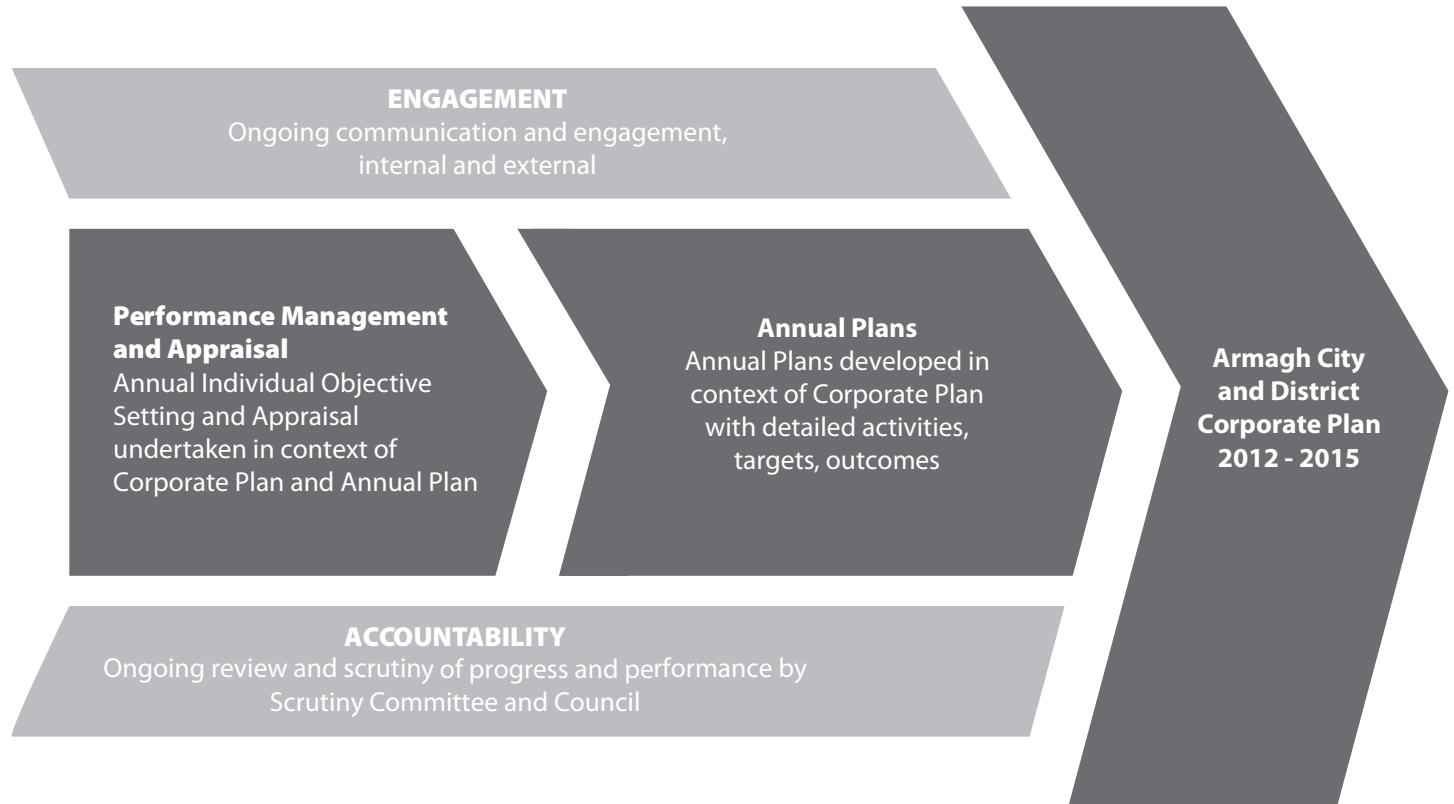 ENGAGEMENT
Ongoing communication and engagement,
internal and external
Performance Management
and Appraisal
Annual Individual Objective
Setting and Appraisal
undertaken in context of
Corporate Plan and Annual Plan
Annual Plans
Annual Plans developed in
context of Corporate Plan
with detailed activities,
targets, outcomes
Armagh City
and District
Corporate Plan
2012 - 2015
ACCOUNTABILITY
Ongoing review and scrutiny of progress and performance by
Scrutiny Committee and Council